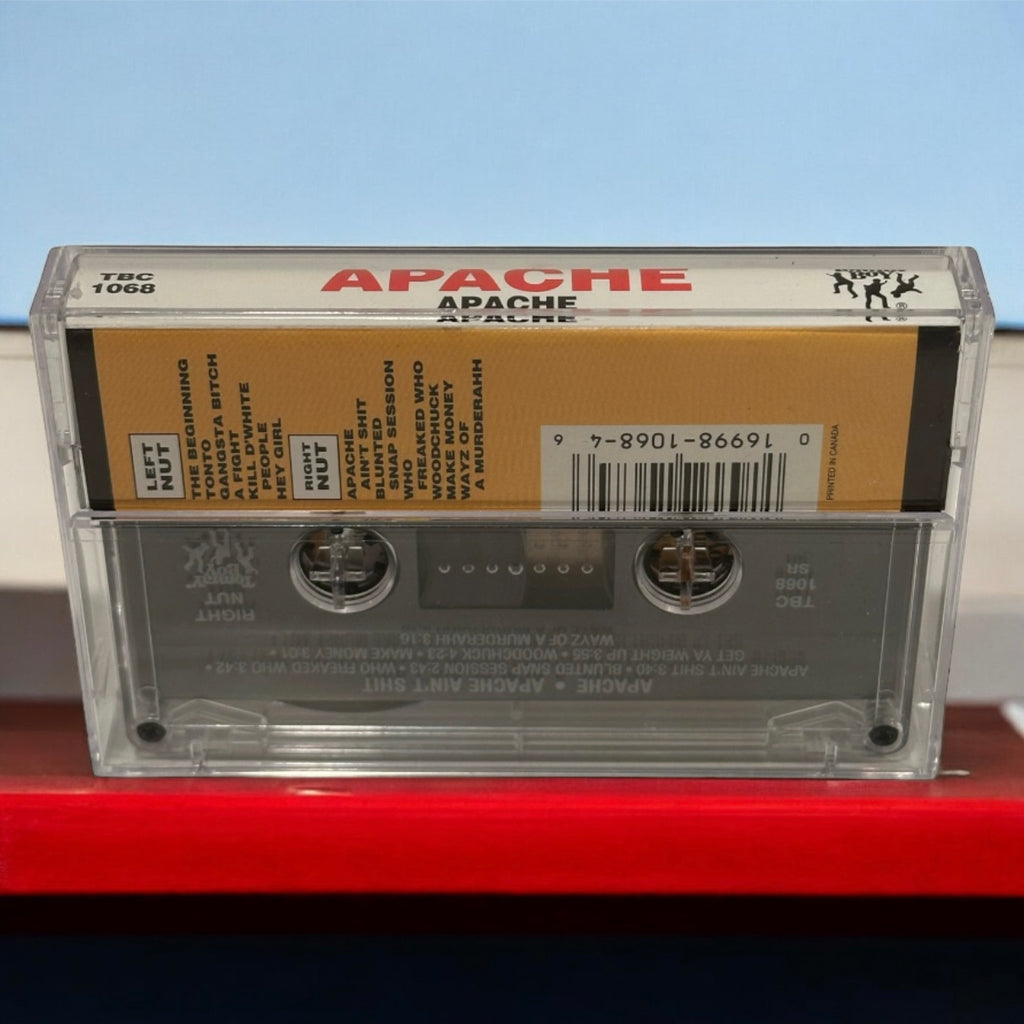 TBC
1068
APACHE
APACHE
BOY
®
LEFT
NUT
THE BEGINNING
TONTO
GANGSTA BITCH
A FIGHT
KILL D'WHITE
PEOPLE
HEY GIRL
RIGHT
NUT
APACHE
AIN'T SHIT
BLUNTED
SNAP SESSION
WHO
FREAKED WHO
WOODCHUCK
MAKE MONEY
WAYZ OF
A MURDERAHH
0 16998-1068-4 6
PRINTED IN CANADA
APACHE • APACHE AIN'T SHIT
APACHE AIN'T SHIT 3:40 • BLUNTED SNAP SESSION 2:43 • WHO FREAKED WHO 3:42 •
GET YA WEIGHT UP 3:55 • WOODCHUCK 4:23 • MAKE MONEY 3:01 •
WAYZ OF A MURDERAHH 3:16
TBC
1068
SR
RIGHT
NUT
TOMMY
BOY